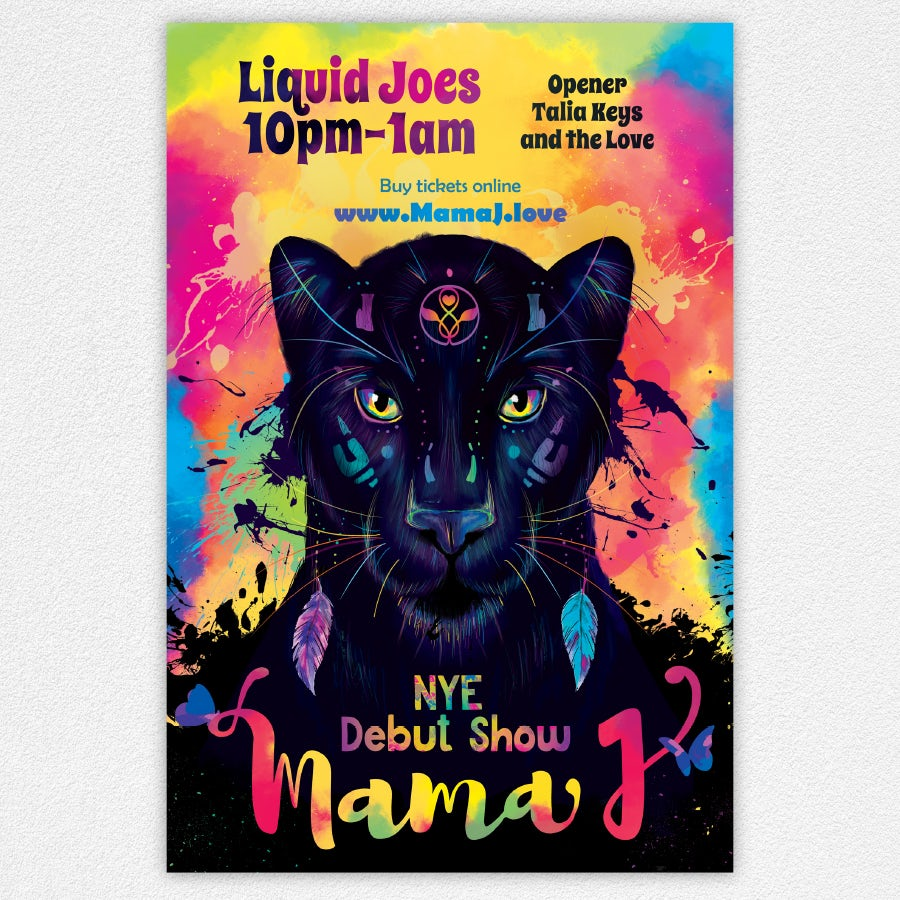 Liquid Joes
10pm-1am
Opener
Talia Keys
and the Love
Buy tickets online
www.MamaJ.love
NYE
Debut Show
Mama J